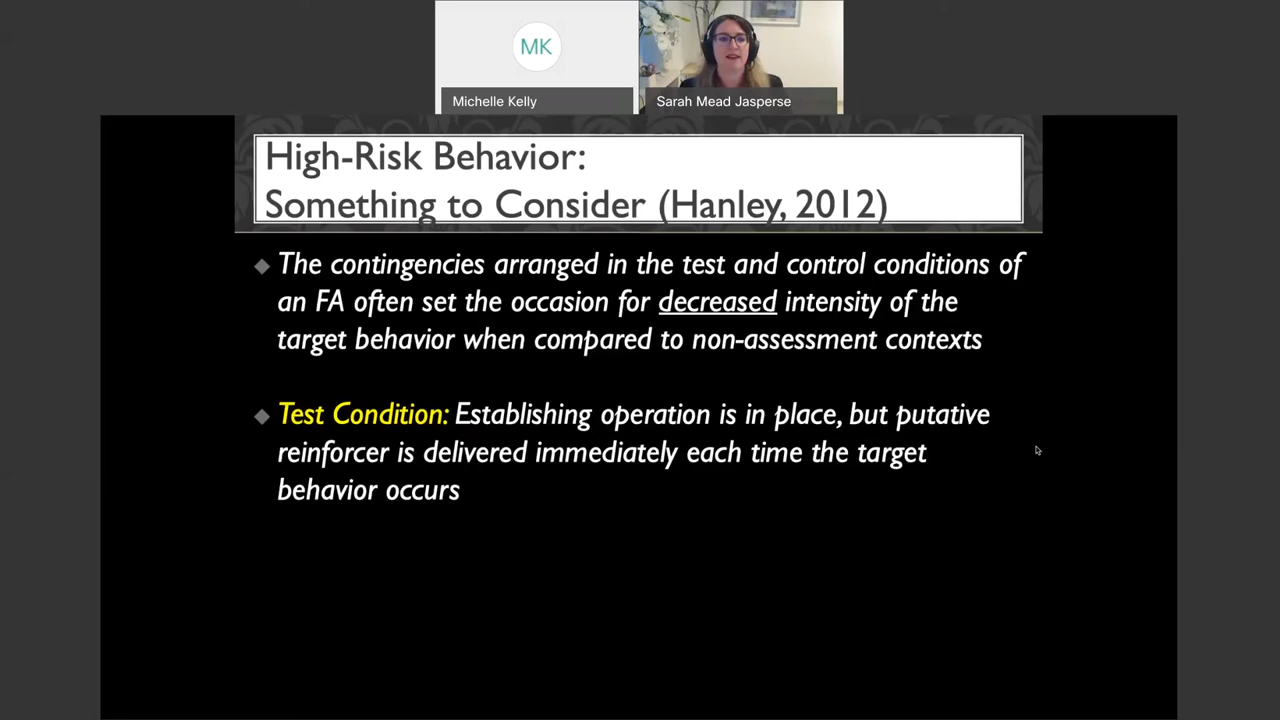 MK
Michelle Kelly
Sarah Mead Jasperse
High-Risk Behavior:
Something to Consider (Hanley, 2012)
The contingencies arranged in the test and control conditions of
an FA often set the occasion for decreased intensity of the
target behavior when compared to non-assessment contexts
Test Condition: Establishing operation is in place, but putative
reinforcer is delivered immediately each time the target
behavior occurs